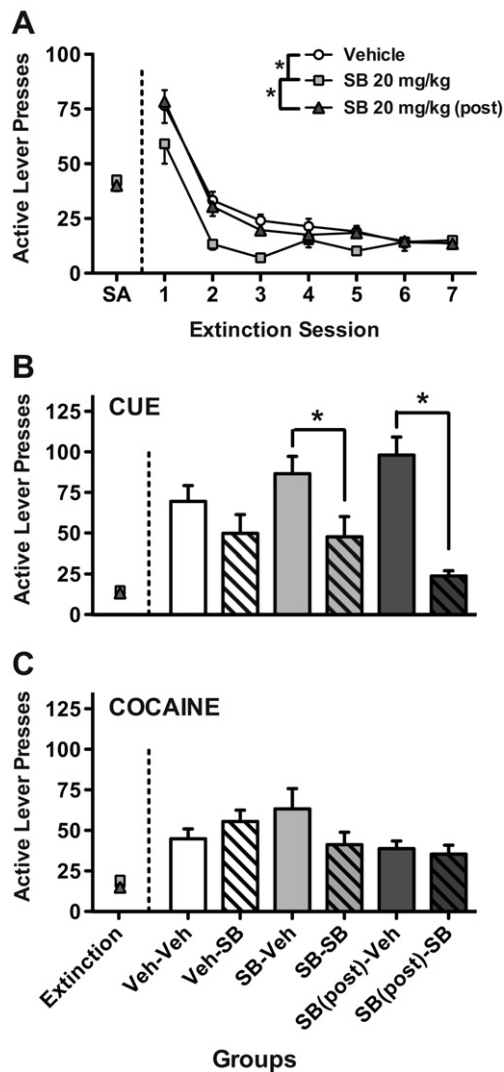 A
Active Lever Presses
100
75
50
25
0
* Vehicle
SB 20 mg/kg
* SB 20 mg/kg (post)
SA 1 2 3 4 5 6 7
Extinction Session
B
CUE
Active Lever Presses
125
100
75
50
25
0
*
*
C
COCAINE
Active Lever Presses
125
100
75
50
25
0
Extinction
Veh-Veh
Veh-SB
SB-Veh
SB-SB
SB(post)-Veh
SB(post)-SB
Groups